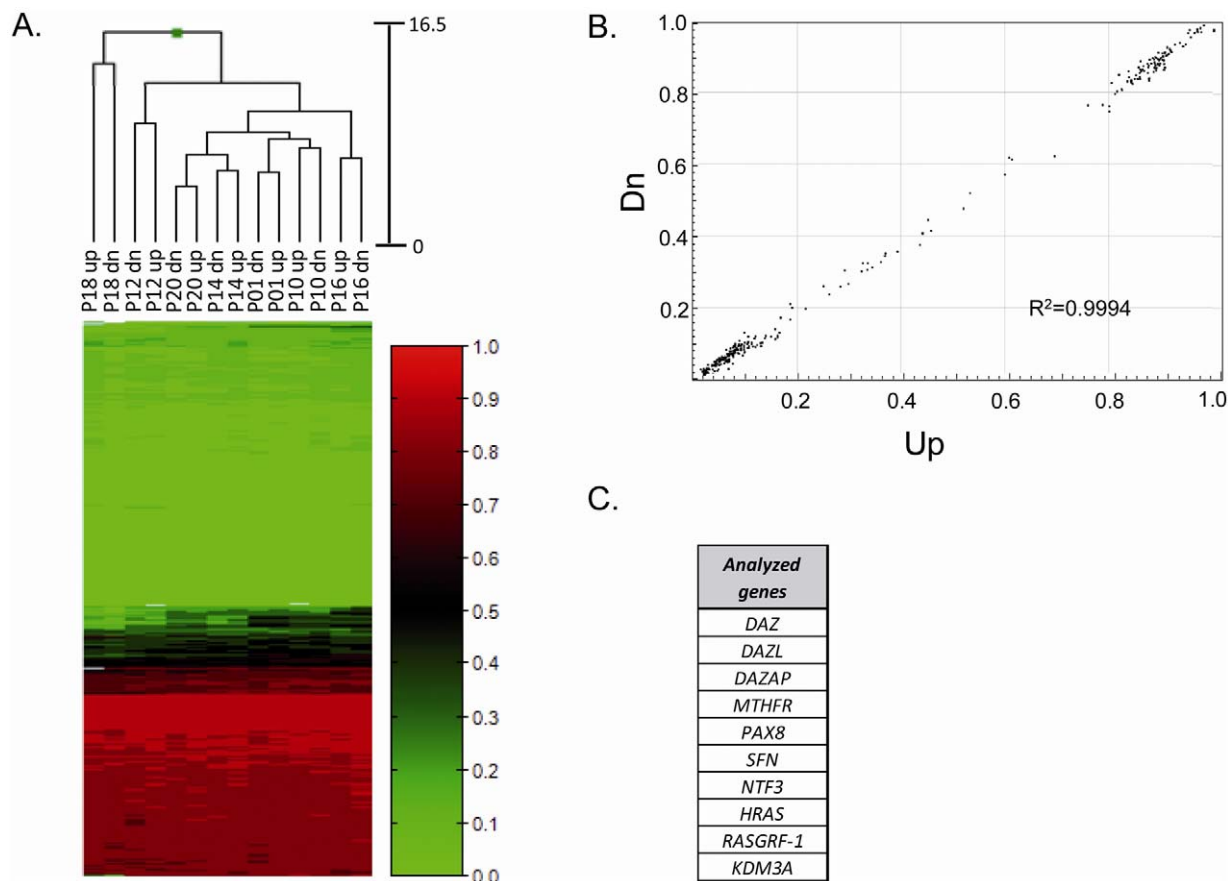 A.
16.5
0
P18 up
P18 dn
P12 dn
P12 up
P20 dn
P20 up
P14 dn
P14 up
P01 dn
P01 up
P10 up
P10 dn
P16 up
P16 dn
1.0
0.9
0.8
0.7
0.6
0.5
0.4
0.3
0.2
0.1
0.0
B.
1.0
0.8
0.6
0.4
0.2
Dn
R²=0.9994
0.2 0.4 0.6 0.8 1.0
Up
C.
Analyzed
genes
DAZ
DAZL
DAZAP
MTHFR
PAX8
SFN
NTF3
HRAS
RASGRF-1
KDM3A